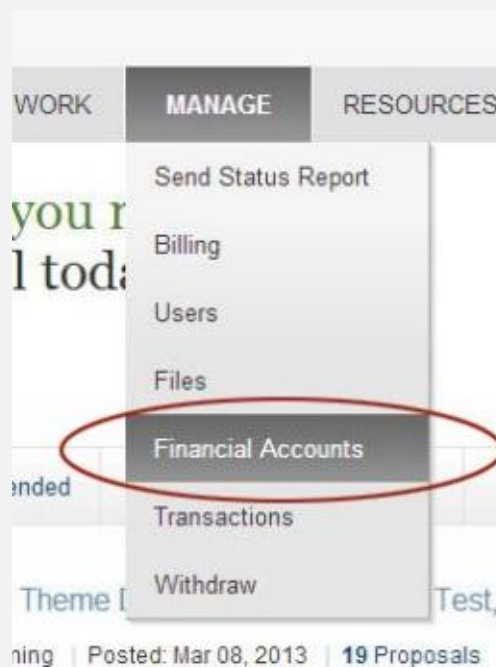 WORK MANAGE RESOURCES
Send Status Report
you
Billing
Users
Files
Financial Accounts
Transactions
Withdraw
Theme Test,
Posted: Mar 08, 2013 19 Proposals